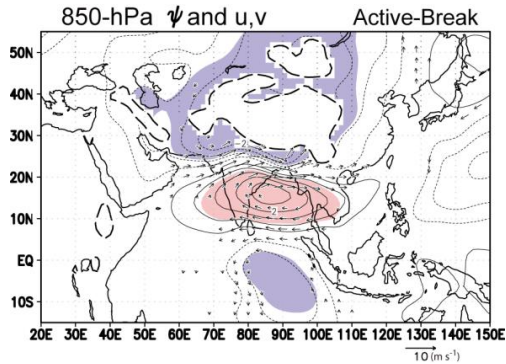 850-hPa ψ and u,v Active-Break
50N
40N
30N
20N
10N
EQ
10S
-2
2
20E 30E 40E 50E 60E 70E 80E 90E 100E 110E 120E 130E 140E 150E
10 (m s⁻¹)